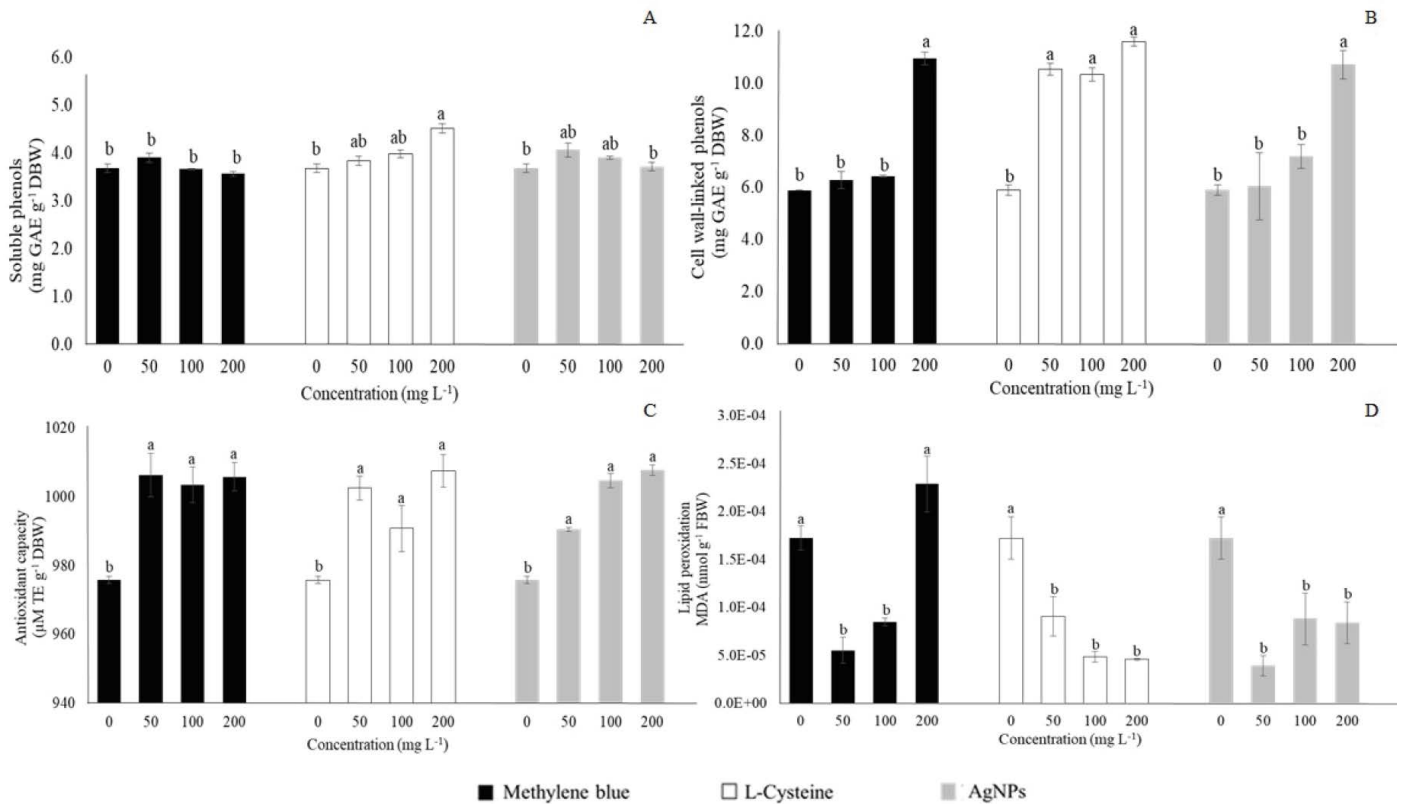 A
Soluble phenols
(mg GAE g⁻¹ DBW)
6.0
5.0
4.0
3.0
2.0
1.0
0.0
b b b b
b ab ab a
b ab ab b
0 50 100 200 0 50 100 200 0 50 100 200
Concentration (mg L⁻¹)
B
Cell wall-linked phenols
(mg GAE g⁻¹ DBW)
12.0
10.0
8.0
6.0
4.0
2.0
0.0
b b b a
b a a a
b b b a
0 50 100 200 0 50 100 200 0 50 100 200
Concentration (mg L⁻¹)
C
Antioxidant capacity
(µM TE g⁻¹ DBW)
1020
1000
980
960
940
b a a a
b a a a
b a a a
0 50 100 200 0 50 100 200 0 50 100 200
Concentration (mg L⁻¹)
D
Lipid peroxidation
MDA (nmol g⁻¹ FBW)
3.0E-04
2.5E-04
2.0E-04
1.5E-04
1.0E-04
5.0E-05
0.0E+00
a b b a
a b b b
a b b b
0 50 100 200 0 50 100 200 0 50 100 200
Concentration (mg L⁻¹)
Methylene blue L-Cysteine AgNPs